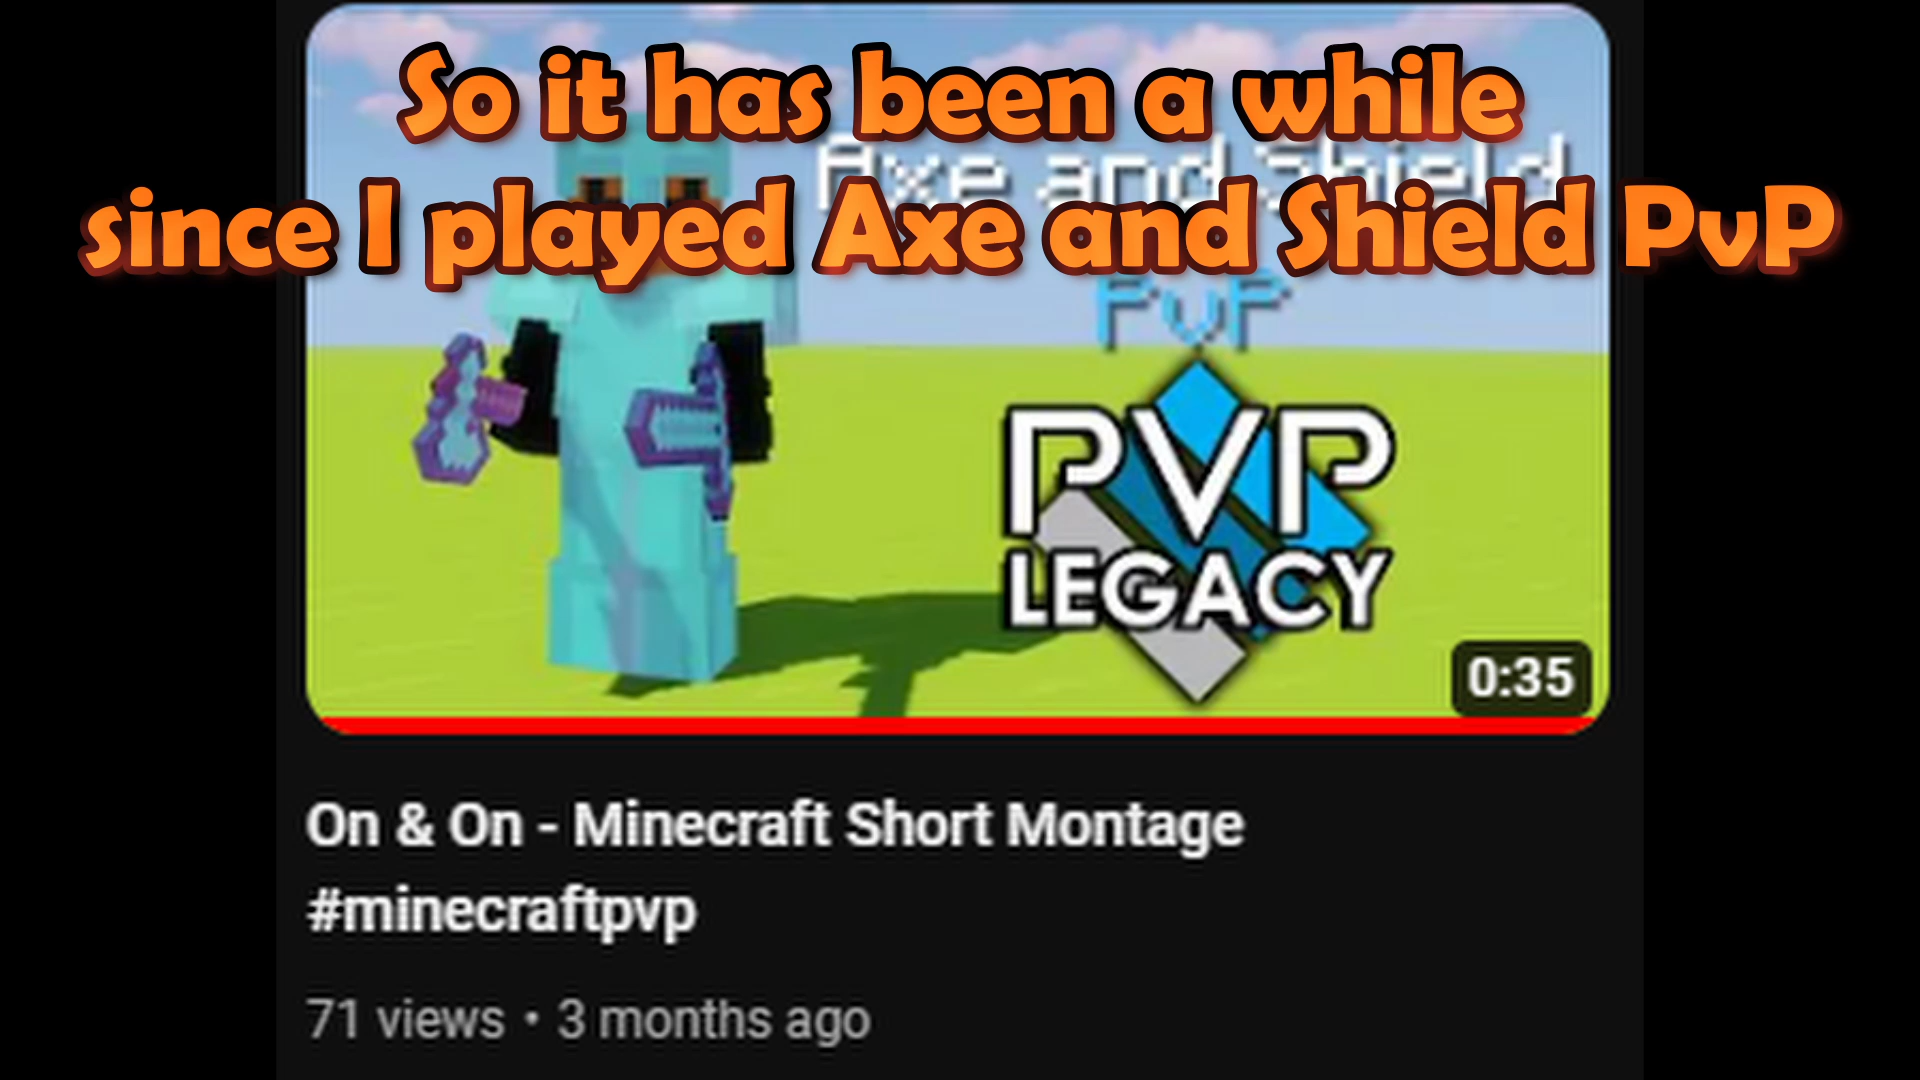 So it has been a while
Axe and Shield
since I played Axe and Shield PvP
PvP
PVP
LEGACY
0:35
On & On - Minecraft Short Montage
#minecraftpvp
71 views • 3 months ago